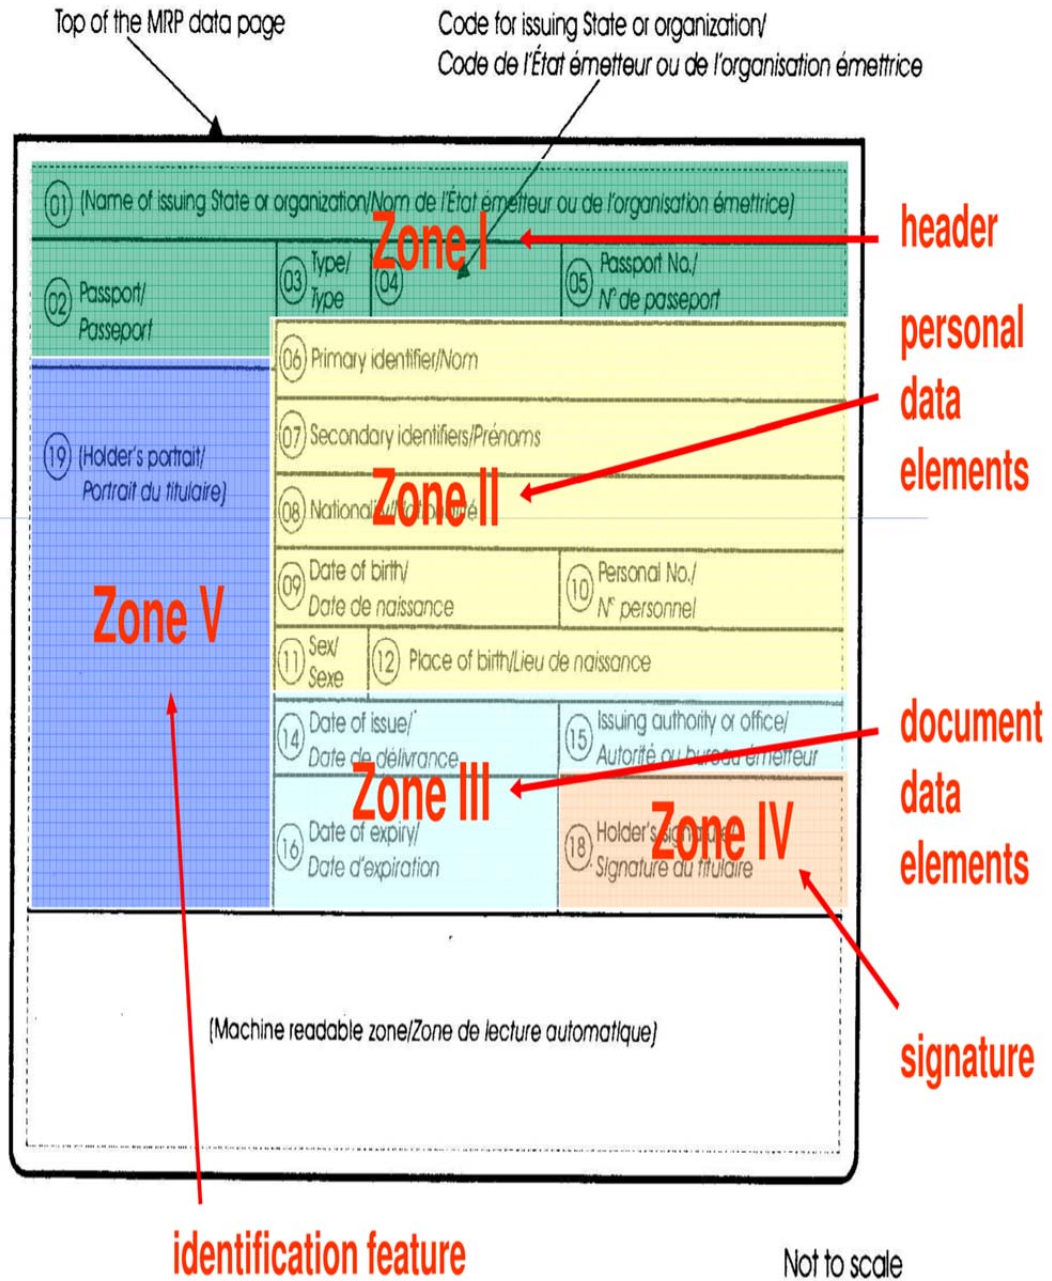 Top of the MRP data page
Code for issuing State or organization/
Code de l'État émetteur ou de l'organisation émettrice
01 (Name of issuing State or organization/Nom de l'État émetteur ou de l'organisation émettrice)
Zone I
header
02 Passport/
Passeport
03 Type/
Type
04
05 Passport No./
N° de passeport
06 Primary identifier/Nom
personal
data
elements
07 Secondary identifiers/Prénoms
Zone II
08 Nationality/Nationalité
09 Date of birth/
Date de naissance
10 Personal No./
N° personnel
11 Sex/
Sexe
12 Place of birth/Lieu de naissance
19 (Holder's portrait/
Portrait du titulaire)
Zone V
14 Date of issue/
Date de délivrance
15 Issuing authority or office/
Autorité ou bureau émetteur
document
data
elements
Zone III
16 Date of expiry/
Date d'expiration
Zone IV
18 Holder's signature/
Signature du titulaire
signature
(Machine readable zone/Zone de lecture automatique)
identification feature
Not to scale